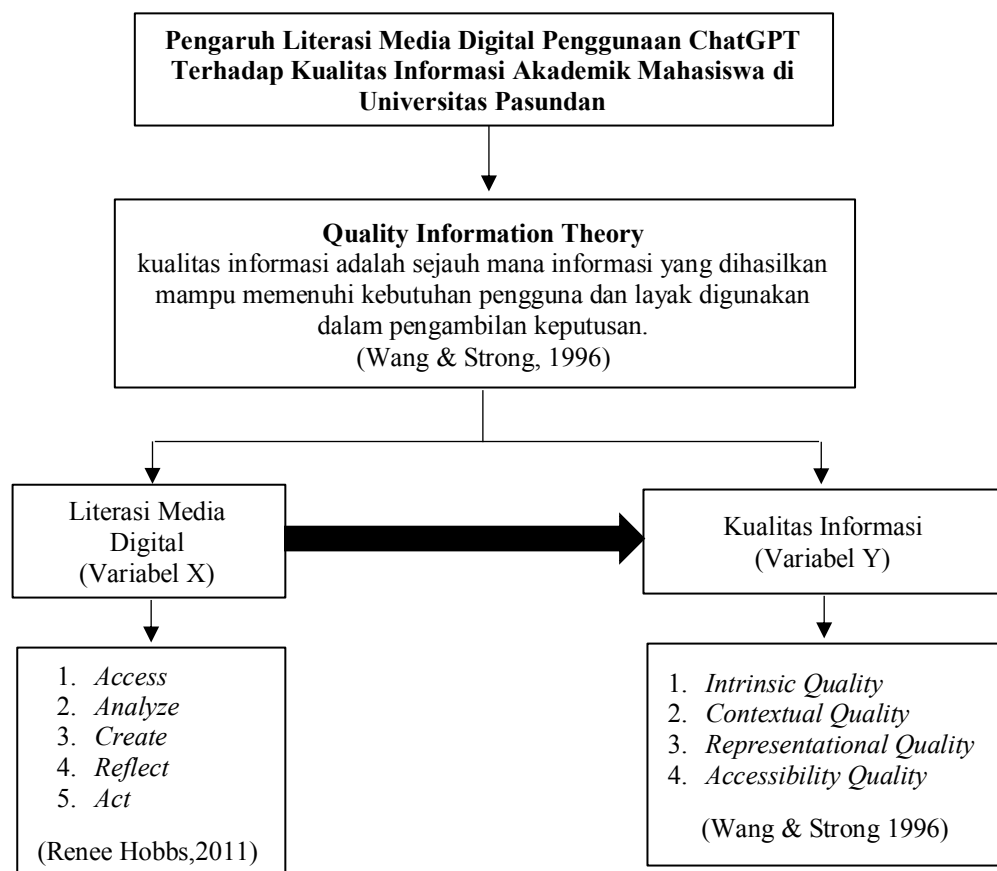 Pengaruh Literasi Media Digital Penggunaan ChatGPT
Terhadap Kualitas Informasi Akademik Mahasiswa di
Universitas Pasundan
Quality Information Theory
kualitas informasi adalah sejauh mana informasi yang dihasilkan
mampu memenuhi kebutuhan pengguna dan layak digunakan
dalam pengambilan keputusan.
(Wang & Strong, 1996)
Literasi Media
Digital
(Variabel X)
Kualitas Informasi
(Variabel Y)
1. Access
2. Analyze
3. Create
4. Reflect
5. Act
(Renee Hobbs,2011)
1. Intrinsic Quality
2. Contextual Quality
3. Representational Quality
4. Accessibility Quality
(Wang & Strong 1996)